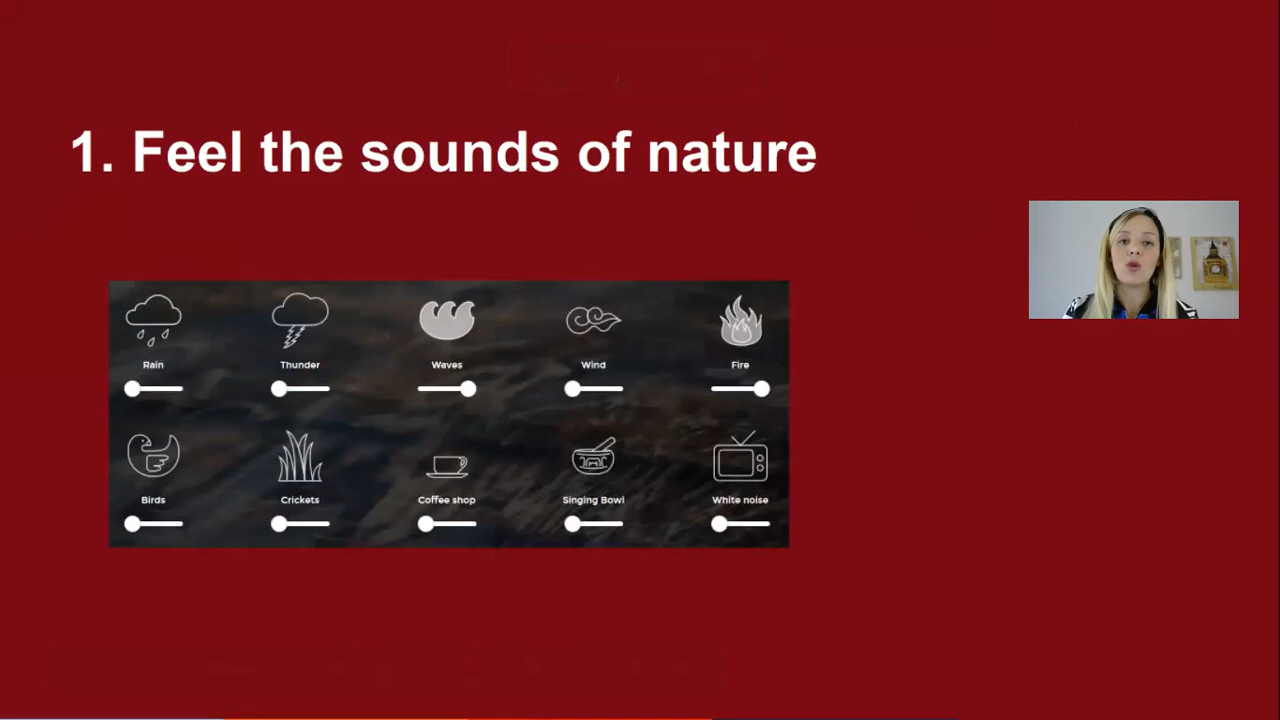 1. Feel the sounds of nature
Rain Thunder Waves Wind Fire
Birds Crickets Coffee shop Singing Bowl White noise